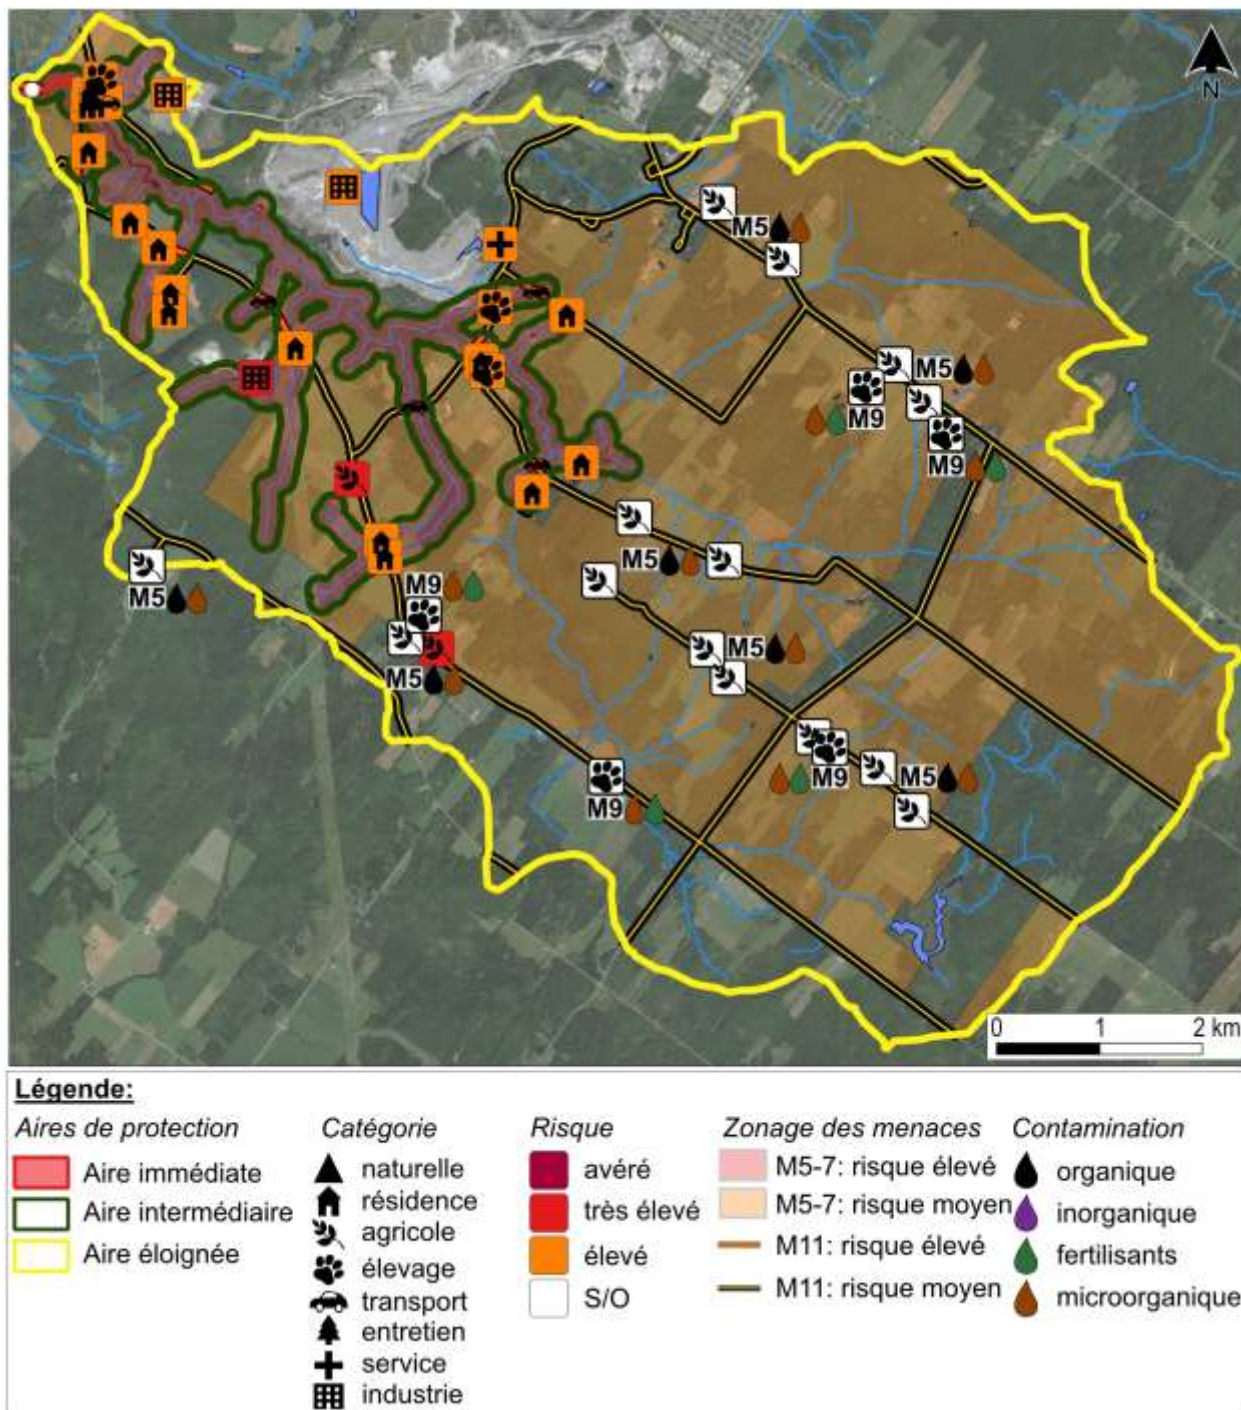 N
M5
M5
M9
M9
M5
M9
M5
M5
M5
M9
M5
M9
0 1 2 km
Légende:
Aires de protection
Aire immédiate
Aire intermédiaire
Aire éloignée
Catégorie
naturelle
résidence
agricole
élevage
transport
entretien
service
industrie
Risque
avéré
très élevé
élevé
S/O
Zonage des menaces
M5-7: risque élevé
M5-7: risque moyen
M11: risque élevé
M11: risque moyen
Contamination
organique
inorganique
fertilisants
microorganique